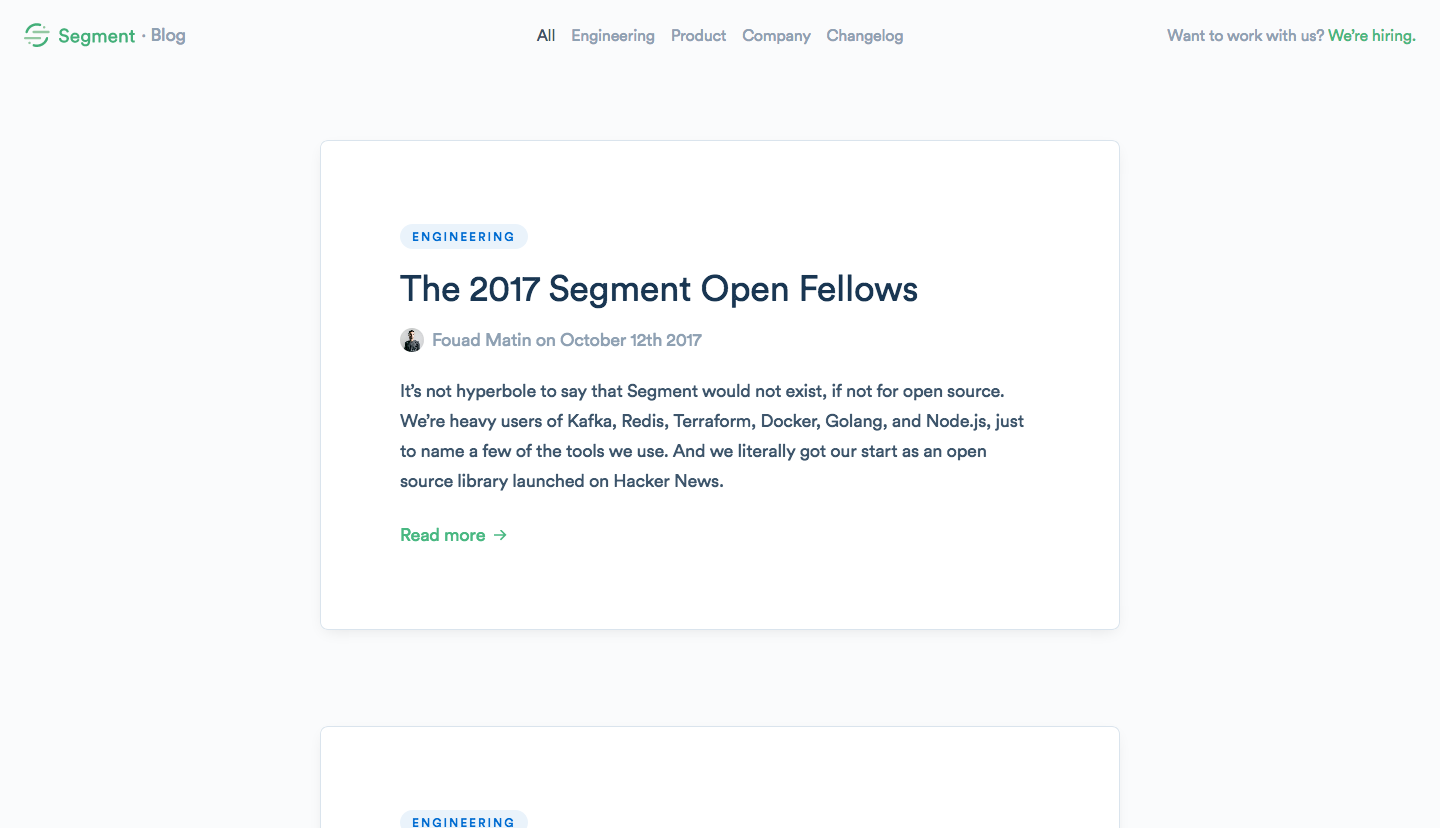 Segment · Blog
All Engineering Product Company Changelog
Want to work with us? We're hiring.
ENGINEERING
The 2017 Segment Open Fellows
Fouad Matin on October 12th 2017
It’s not hyperbole to say that Segment would not exist, if not for open source.
We’re heavy users of Kafka, Redis, Terraform, Docker, Golang, and Node.js, just
to name a few of the tools we use. And we literally got our start as an open
source library launched on Hacker News.
Read more →
ENGINEERING